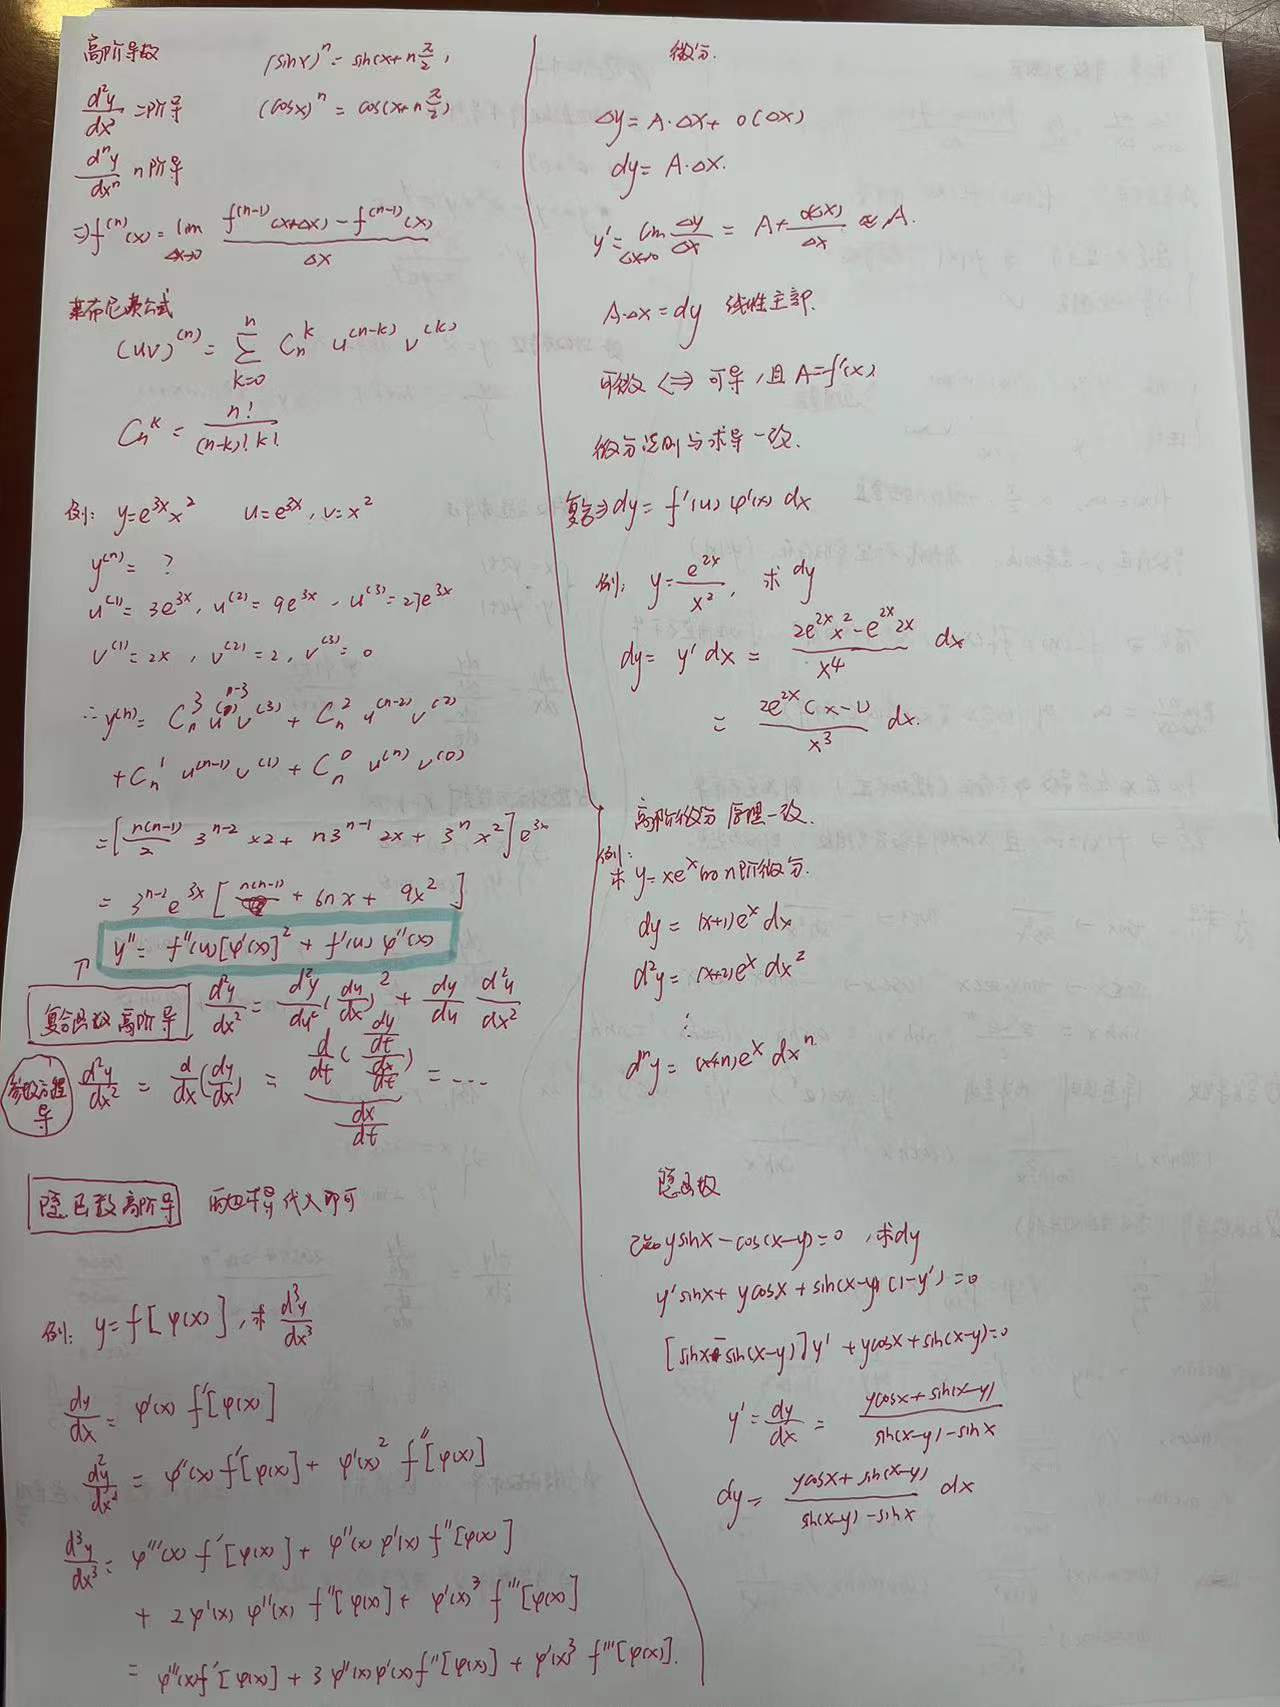 高阶导数 (sinx)^n = sin(x+n π/2),
d²y/dx² 二阶导 (cosx)^n = cos(x+n π/2)
dⁿy/dxⁿ n阶导
⇒ f^(n)(x) = lim Δx→0 [f^(n-1)(x+Δx) - f^(n-1)(x)] / Δx
莱布尼茨公式
(uv)^(n) = Σ_{k=0}^{n} C_n^k u^(n-k) v^(k)
C_n^k = n! / (n-k)! k!
例: y=e^{3x}x² u=e^{3x}, v=x²
y^(n) = ?
u^(1) = 3e^{3x}, u^(2) = 9e^{3x}, u^(3) = 27e^{3x}
v^(1) = 2x, v^(2) = 2, v^(3) = 0
∴ y^(n) = C_n^3 u^(n-3) v^(3) + C_n^2 u^(n-2) v^(2)
+ C_n^1 u^(n-1) v^(1) + C_n^0 u^(n) v^(0)
= [n(n-1)/2 3^{n-2} x2 + n3^{n-1} 2x + 3^n x²] e^{3x}
= 3^{n-2} e^{3x} [n(n-1) + 6nx + 9x²]
y'' = f''(u)[φ'(x)]² + f'(u) φ''(x)
↑
复合函数高阶导 d²y/dx² = d²y/du² (du/dx)² + dy/du d²u/dx²
参数方程导 d²y/dx² = d/dx (dy/dx) = [d/dt ((dy/dt)/(dx/dt))] / (dx/dt) = ...
隐函数高阶导 两边求导代入即可
例: y = f[φ(x)], 求 d³y/dx³
dy/dx = φ'(x) f'[φ(x)]
d²y/dx² = φ''(x) f'[φ(x)] + φ'(x)² f''[φ(x)]
d³y/dx³ = φ'''(x) f'[φ(x)] + φ''(x) φ'(x) f''[φ(x)]
+ 2φ'(x) φ''(x) f''[φ(x)] + φ'(x)³ f'''[φ(x)]
= φ'''(x)f'[φ(x)] + 3φ''(x)φ'(x)f''[φ(x)] + φ'(x)³ f'''[φ(x)].
微分.
Δy = A·Δx + o(Δx)
dy = A·Δx.
y' = lim Δx→0 Δy/Δx = A + o(Δx)/Δx ≈ A.
A·Δx = dy 线性主部.
可微 ⇔ 可导, 且 A=f'(x)
微分法则与求导一致.
复合⇒ dy = f'(u) φ'(x) dx
例: y = e^{2x}/x², 求 dy
dy = y' dx = (2e^{2x}x² - e^{2x}2x)/x⁴ dx
= 2e^{2x}(x-1)/x³ dx.
高阶微分原理一致.
例:
求 y=xe^x 的n阶微分.
dy = (x+1)e^x dx
d²y = (x+2)e^x dx²
⋮
dⁿy = (x+n)e^x dxⁿ
隐函数
已知 ysinx - cos(x-y)=0, 求dy
y'sinx + ycosx + sin(x-y)(1-y')=0
[sinx - sin(x-y)]y' + ycosx + sin(x-y)=0
y' = dy/dx = (ycosx + sin(x-y))/(sin(x-y) - sinx)
dy = (ycosx + sin(x-y))/(sin(x-y) - sinx) dx